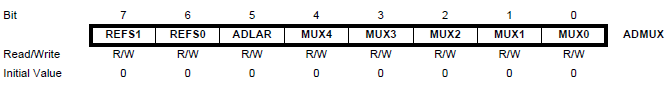 Bit 7 6 5 4 3 2 1 0
REFS1 REFS0 ADLAR MUX4 MUX3 MUX2 MUX1 MUX0 ADMUX
Read/Write R/W R/W R/W R/W R/W R/W R/W R/W
Initial Value 0 0 0 0 0 0 0 0